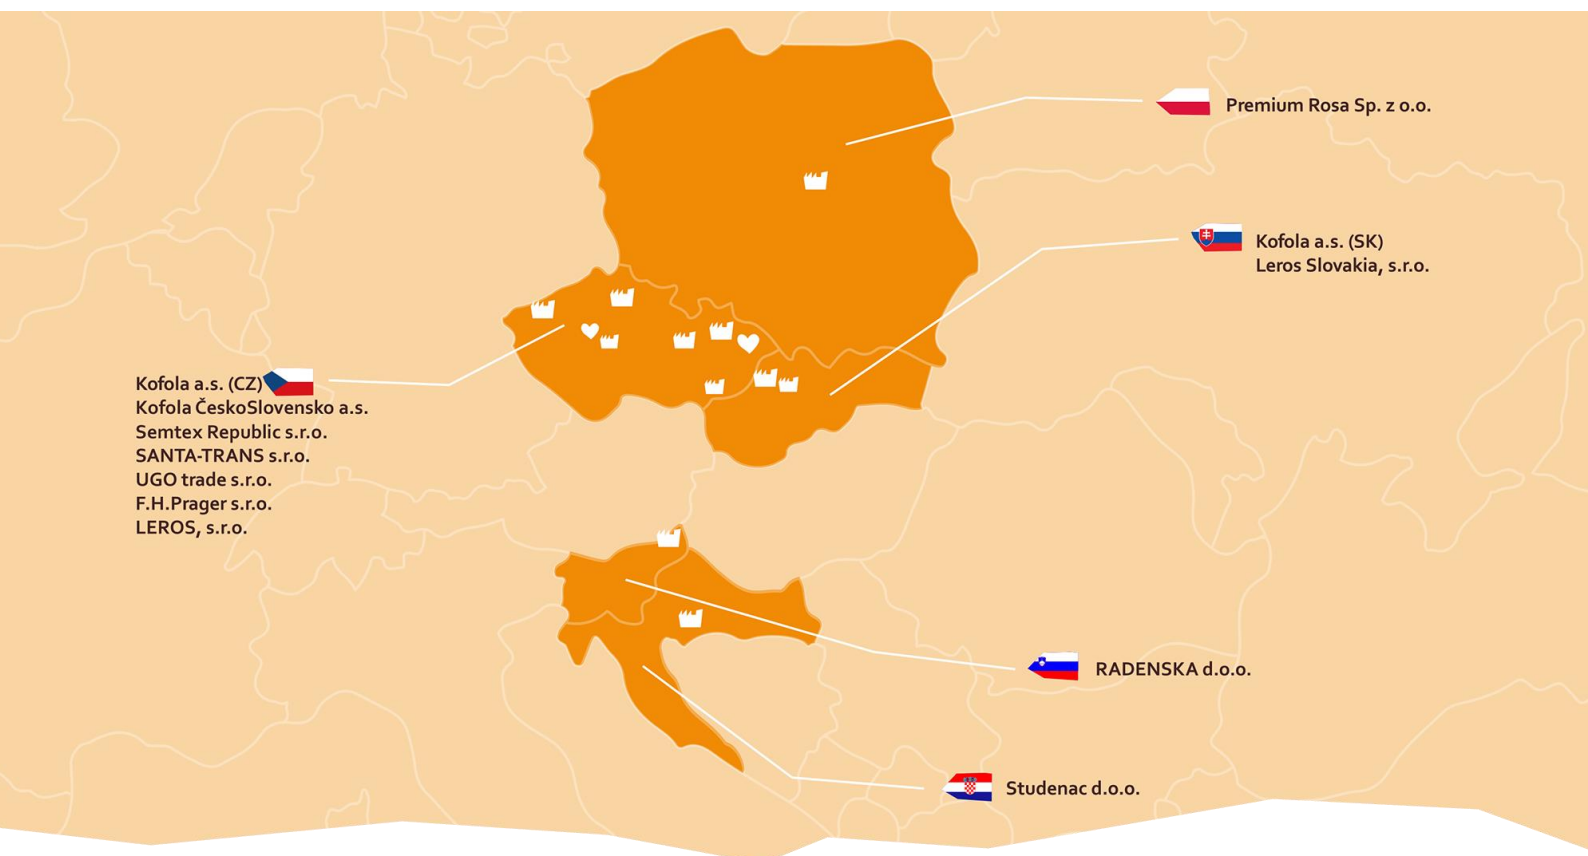 Premium Rosa Sp. z o.o.
Kofola a.s. (SK)
Leros Slovakia, s.r.o.
Kofola a.s. (CZ)
Kofola ČeskoSlovensko a.s.
Semtex Republic s.r.o.
SANTA-TRANS s.r.o.
UGO trade s.r.o.
F.H.Prager s.r.o.
LEROS, s.r.o.
RADENSKA d.o.o.
Studenac d.o.o.